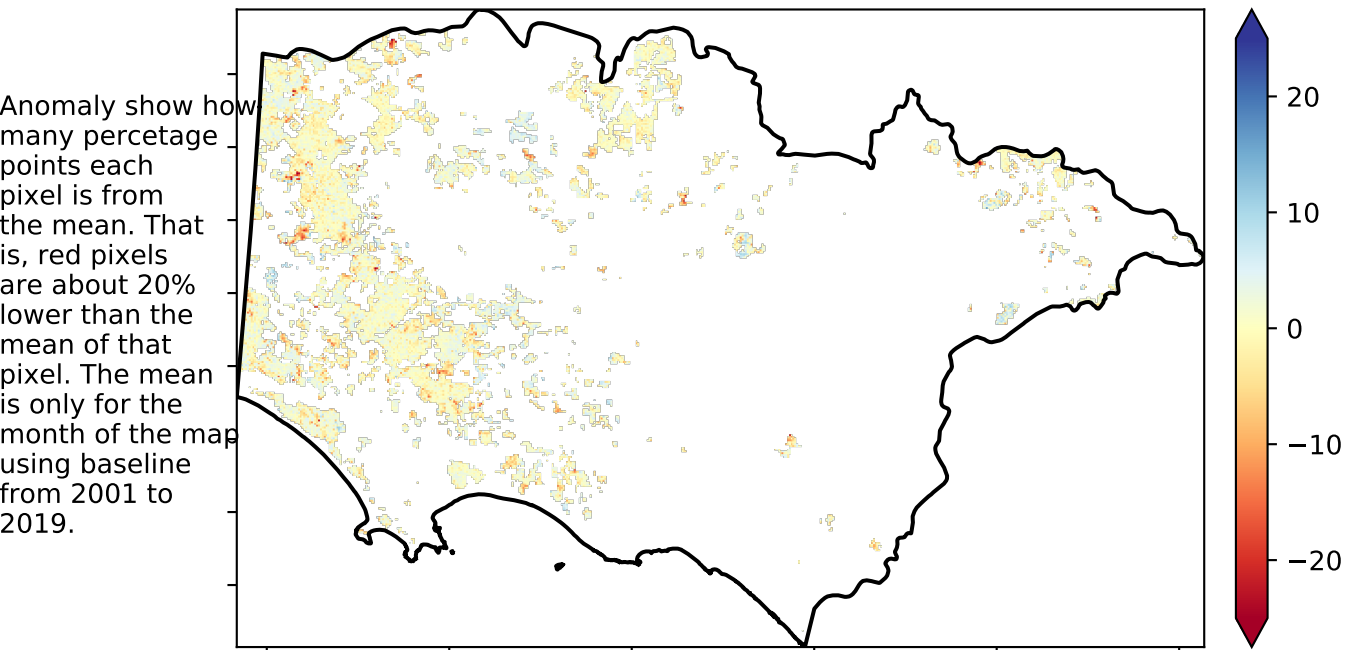 Anomaly show how
many percetage
points each
pixel is from
the mean. That
is, red pixels
are about 20%
lower than the
mean of that
pixel. The mean
is only for the
month of the map
using baseline
from 2001 to
2019.
20
10
0
−10
−20